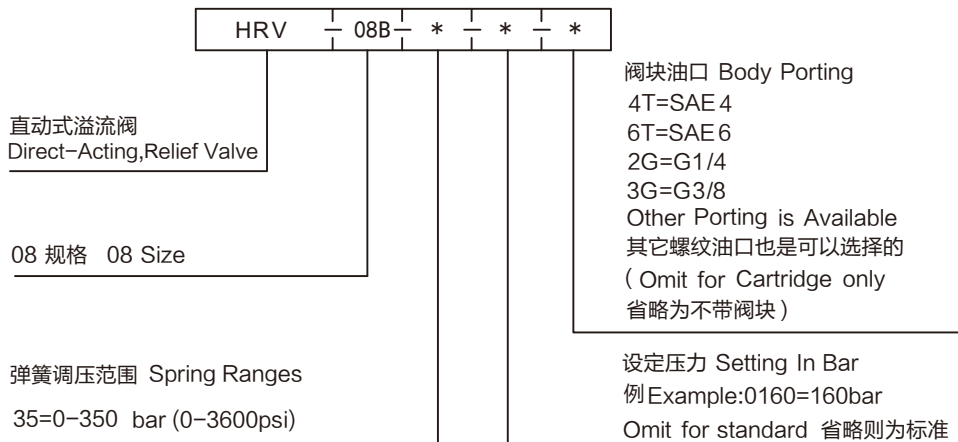 HRV - 08B - * - * - *
直动式溢流阀
Direct-Acting,Relief Valve
08 规格 08 Size
弹簧调压范围 Spring Ranges
35=0-350 bar (0-3600psi)
阀块油口 Body Porting
4T=SAE 4
6T=SAE 6
2G=G1/4
3G=G3/8
Other Porting is Available
其它螺纹油口也是可以选择的
( Omit for Cartridge only
省略为不带阀块 )
设定压力 Setting In Bar
例Example:0160=160bar
Omit for standard 省略则为标准